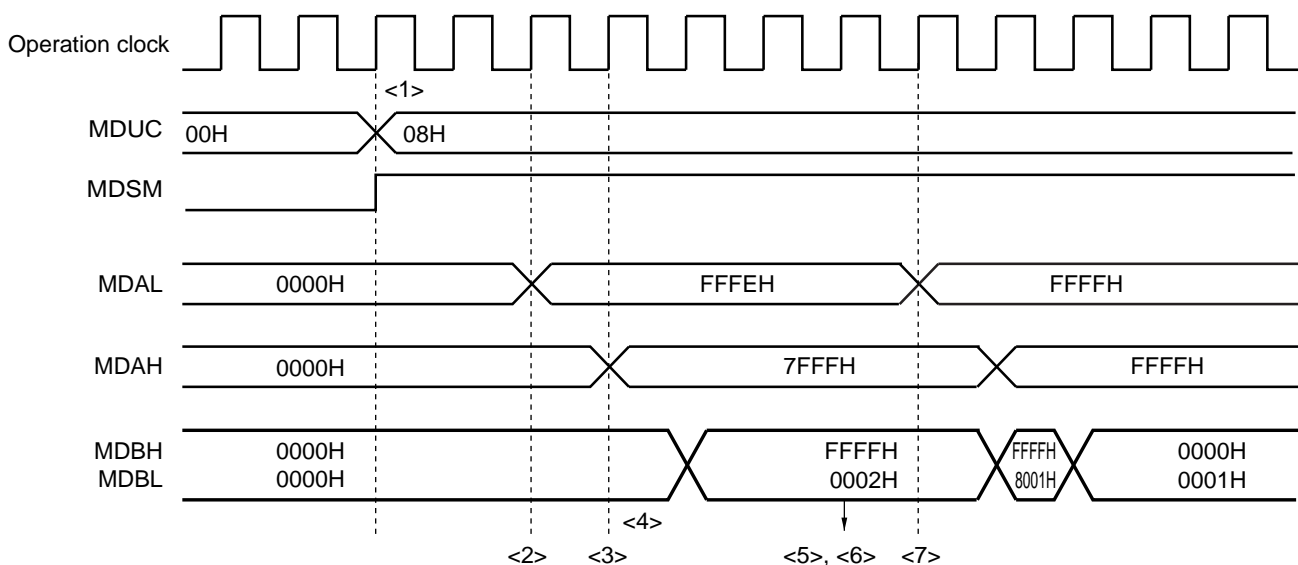 Operation clock
<1>
MDUC 00H 08H
MDSM
MDAL 0000H FFFEH FFFFH
MDAH 0000H 7FFFH FFFFH
MDBH 0000H FFFFH FFFFH 0000H
MDBL 0000H 0002H 8001H 0001H
<4>
<2> <3> <5>, <6> <7>